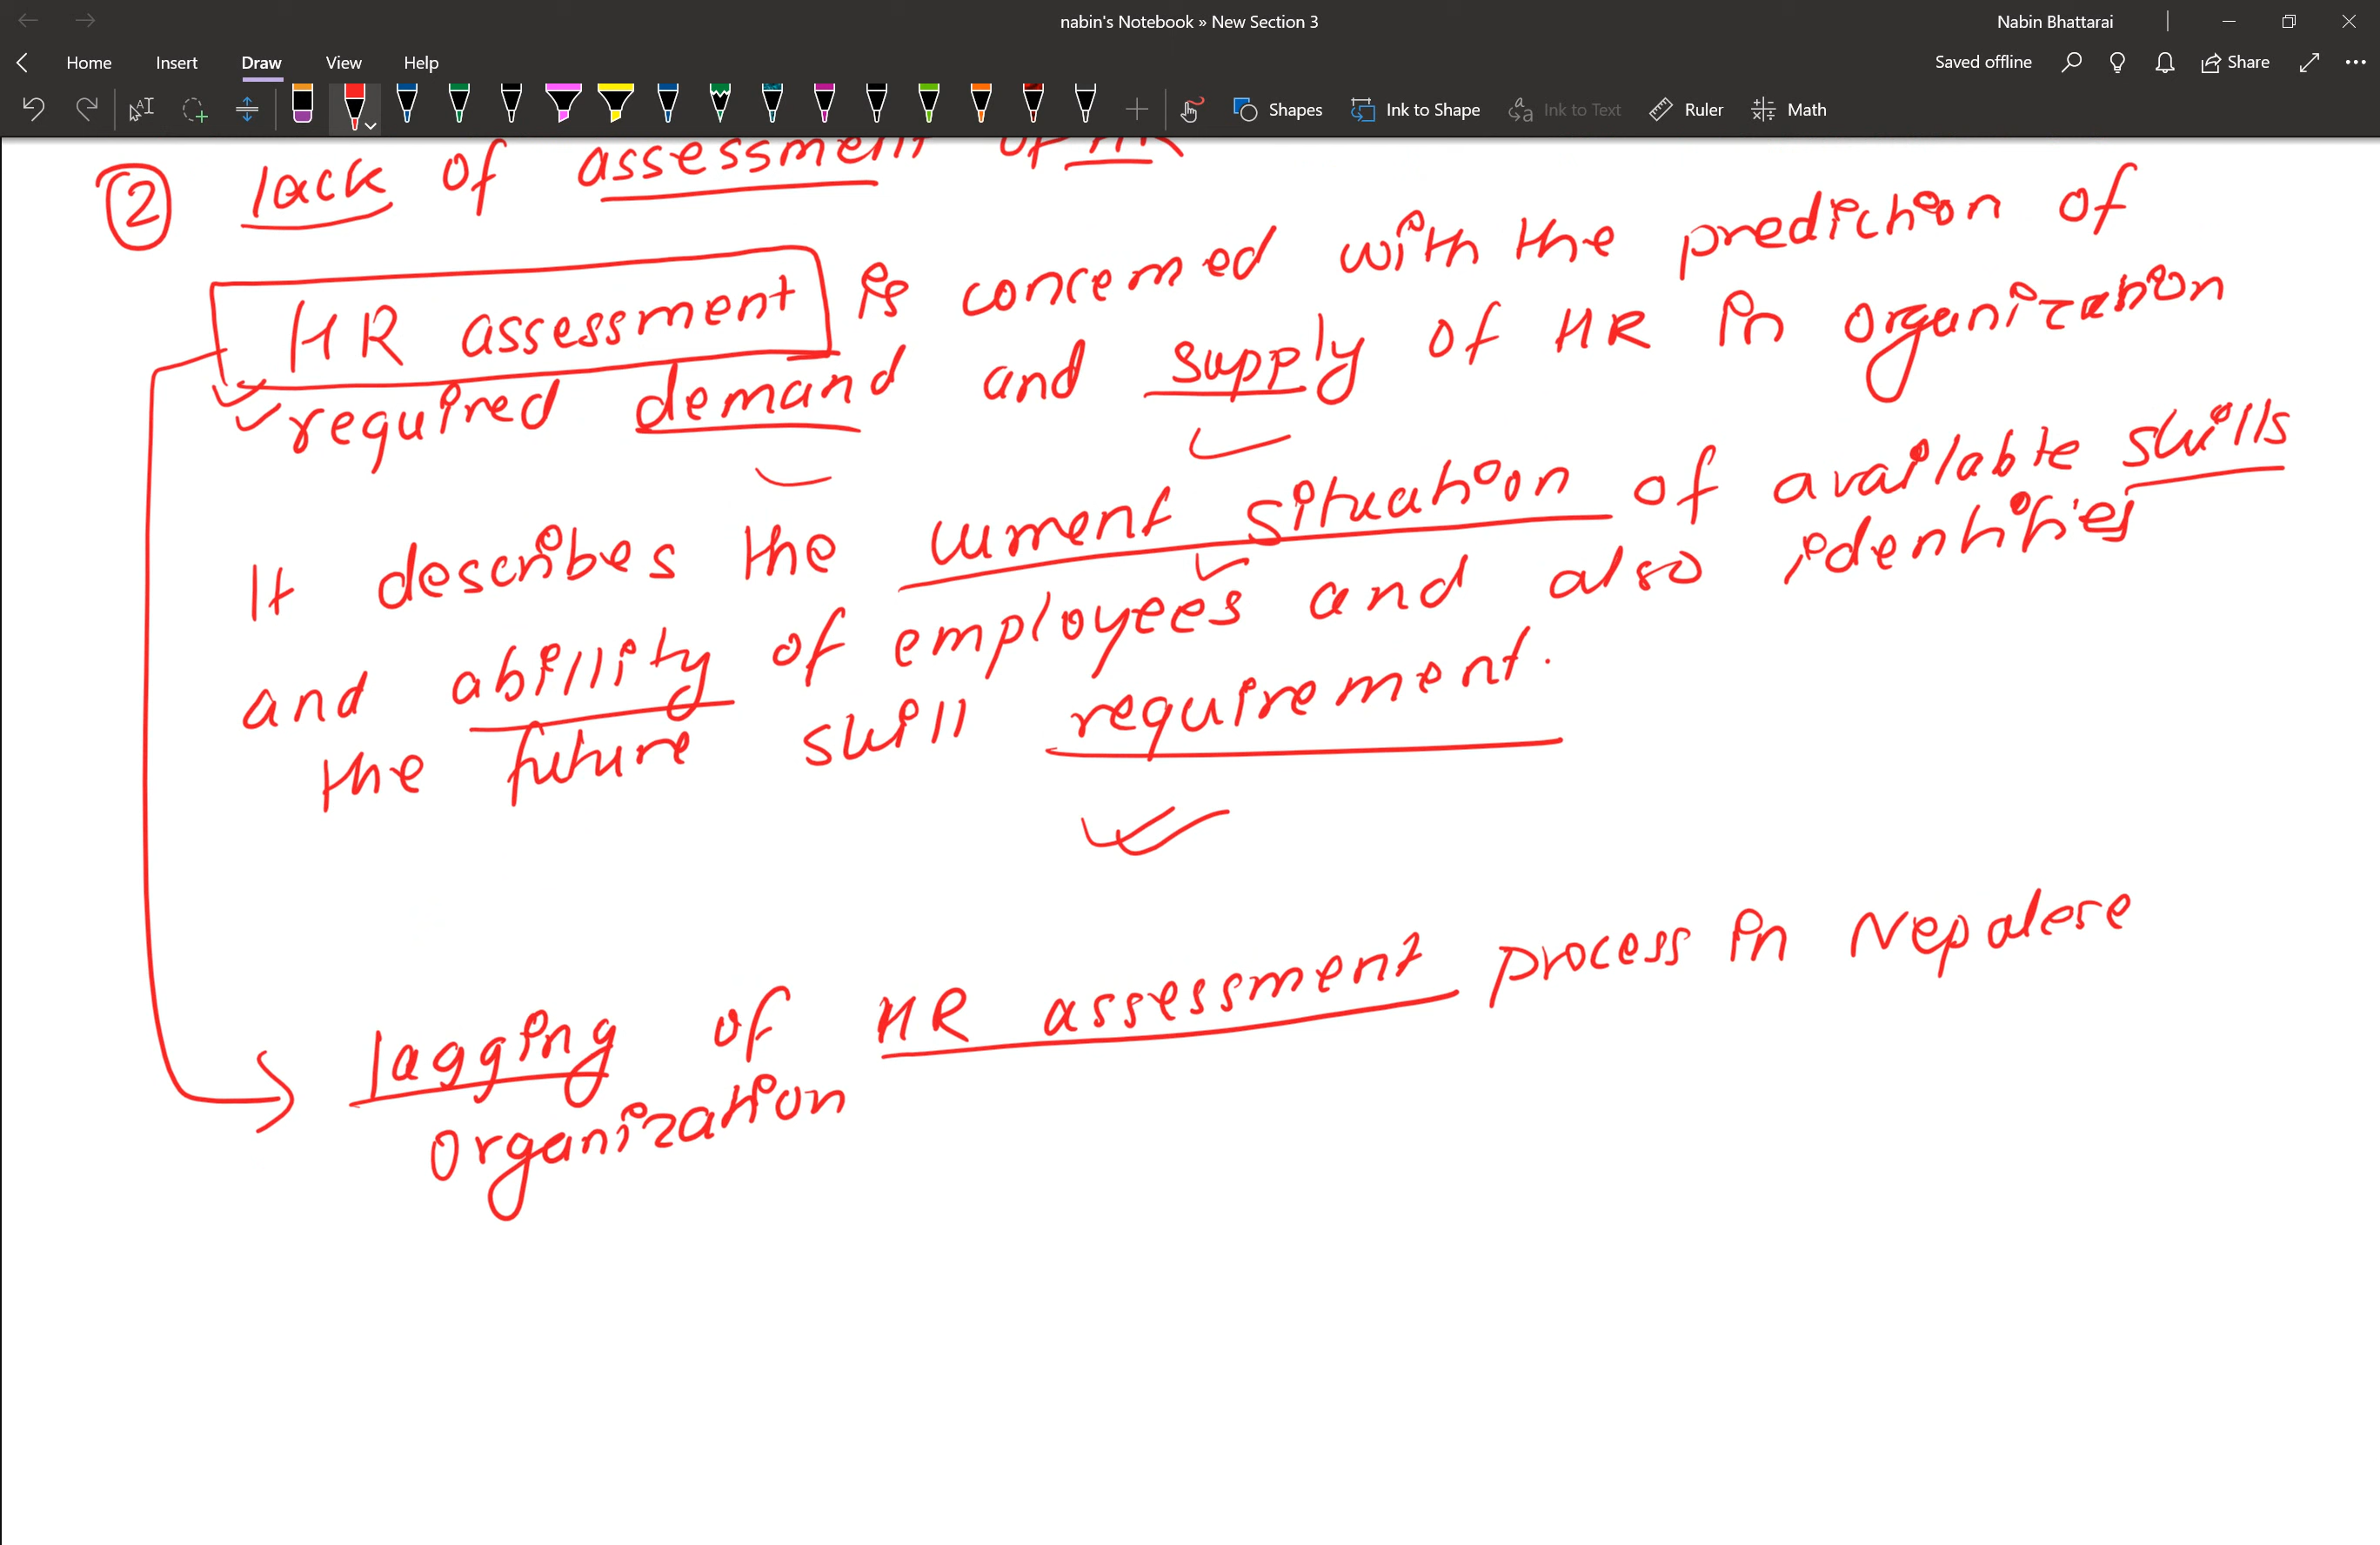 nabin's Notebook » New Section 3
Nabin Bhattarai
Home Insert Draw View Help
Saved offline Share
Shapes Ink to Shape Ink to Text Ruler Math
2 lack of assessment of HR
HR assessment is concerned with the prediction of
required demand and supply of HR in organization
It describes the current situation of available skills
and abillity of employees and also identifies
the future skill requirement.
lagging of HR assessment process in Nepalese
organization